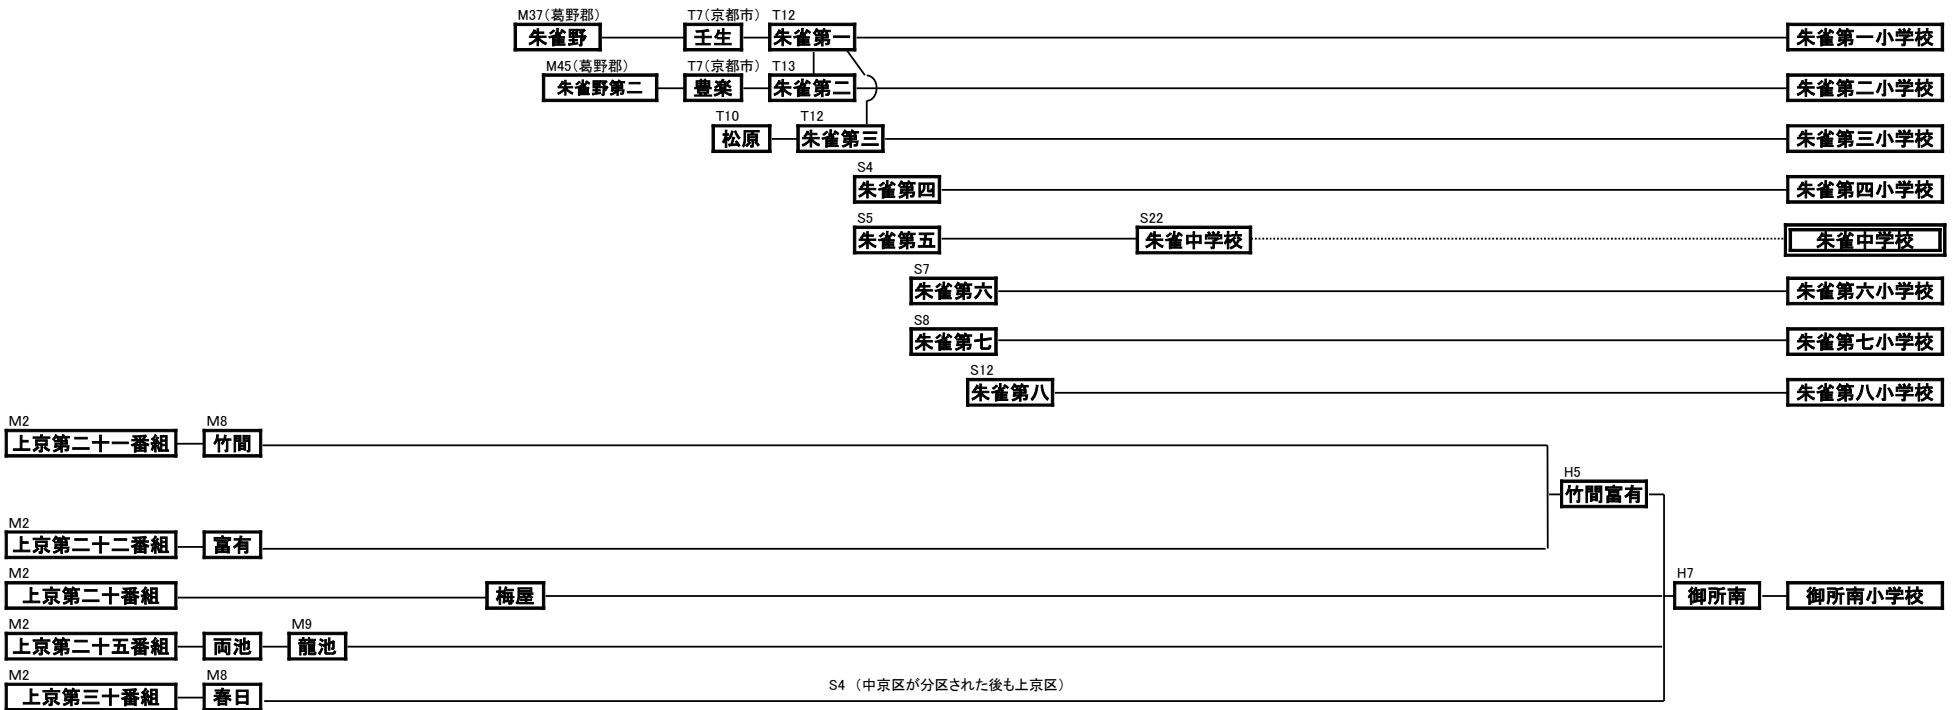 M37(葛野郡) T7(京都市) T12
朱雀野 壬生 朱雀第一 朱雀第一小学校
M45(葛野郡) T7(京都市) T13
朱雀野第二 豊楽 朱雀第二 朱雀第二小学校
T10 T12
松原 朱雀第三 朱雀第三小学校
S4
朱雀第四 朱雀第四小学校
S5 S22
朱雀第五 朱雀中学校 朱雀中学校
S7
朱雀第六 朱雀第六小学校
S8
朱雀第七 朱雀第七小学校
S12
朱雀第八 朱雀第八小学校
M2 M8
上京第二十一番組 竹間
H5
竹間富有
M2
上京第二十二番組 富有
M2 H7
上京第二十番組 梅屋 御所南 御所南小学校
M2 M9
上京第二十五番組 両池 龍池
M2 M8 S4 (中京区が分区された後も上京区)
上京第三十番組 春日